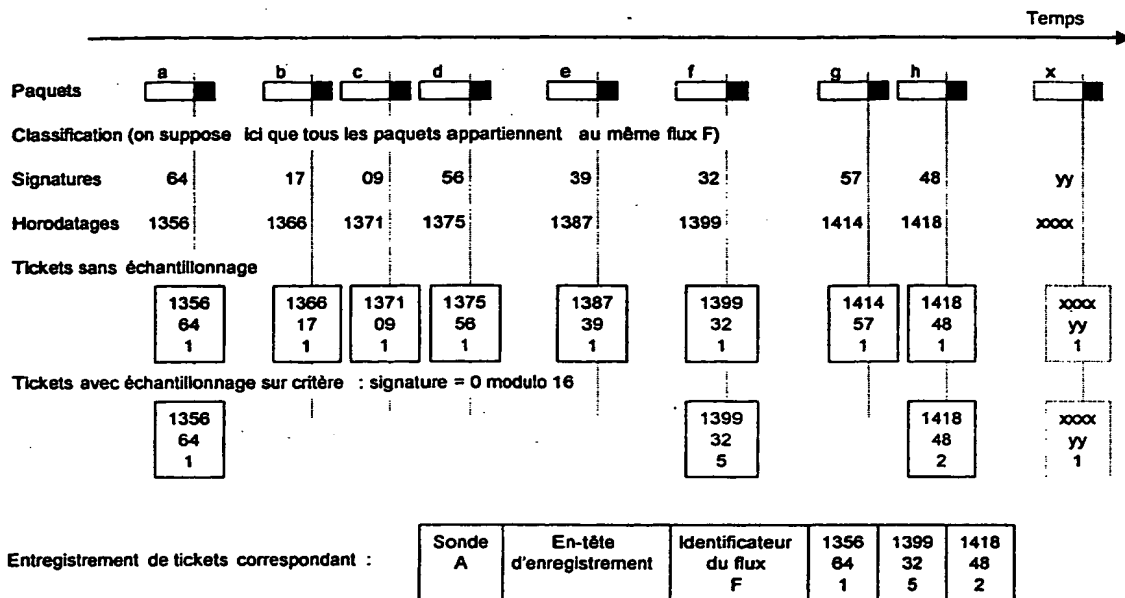 Temps
a b c d e f g h x
Paquets
Classification (on suppose ici que tous les paquets appartiennent au même flux F)
Signatures 64 17 09 56 39 32 57 48 yy
Horodatages 1356 1366 1371 1375 1387 1399 1414 1418 xxxx
Tickets sans échantillonnage
1356 1366 1371 1375 1387 1399 1414 1418 xxxx
64 17 09 56 39 32 57 48 yy
1 1 1 1 1 1 1 1 1
Tickets avec échantillonnage sur critère : signature = 0 modulo 16
1356 1399 1418 xxxx
64 32 48 yy
1 5 2 1
Entregistrement de tickets correspondant :
Sonde En-tête Identificateur 1356 1399 1418
A d'enregistrement du flux 64 32 48
F 1 5 2